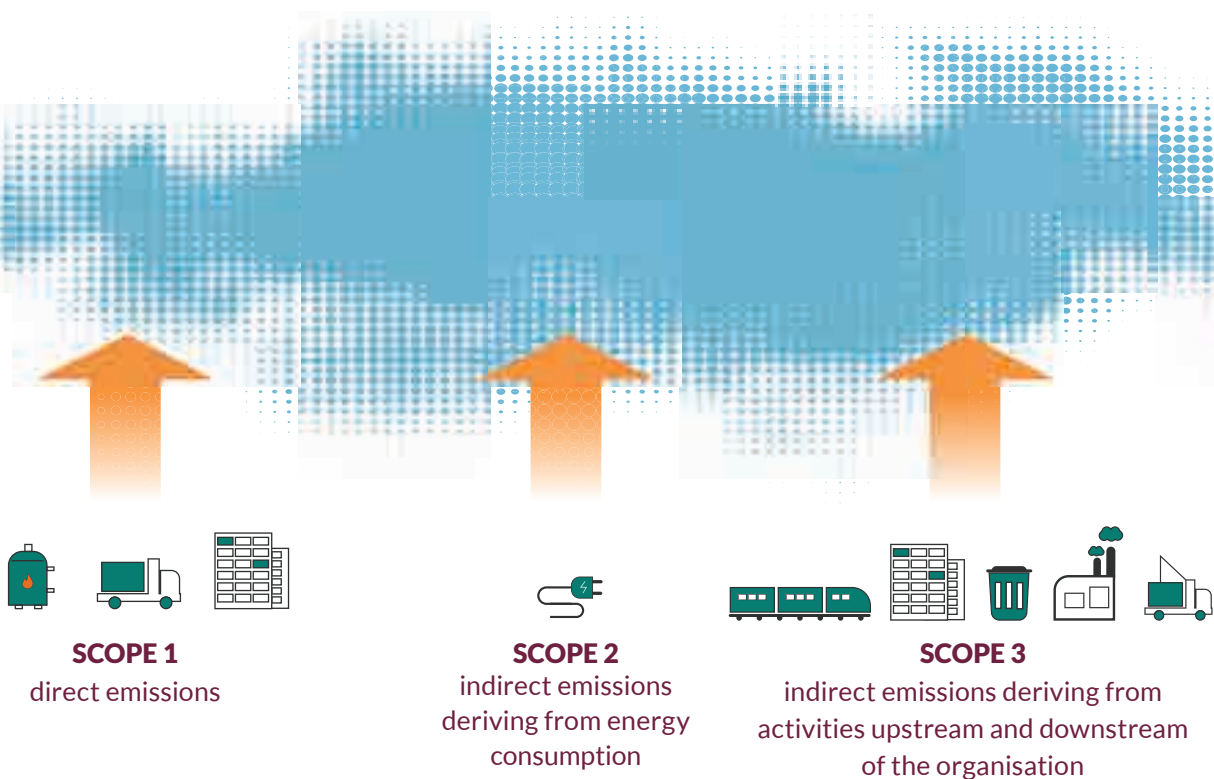 SCOPE 1
direct emissions
SCOPE 2
indirect emissions
deriving from energy
consumption
SCOPE 3
indirect emissions deriving from
activities upstream and downstream
of the organisation